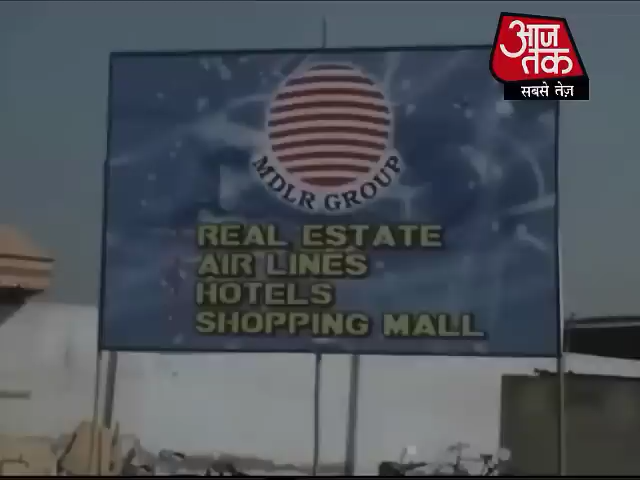 आज
तक
सबसे तेज़
MDLR GROUP
REAL ESTATE
AIR LINES
HOTELS
SHOPPING MALL